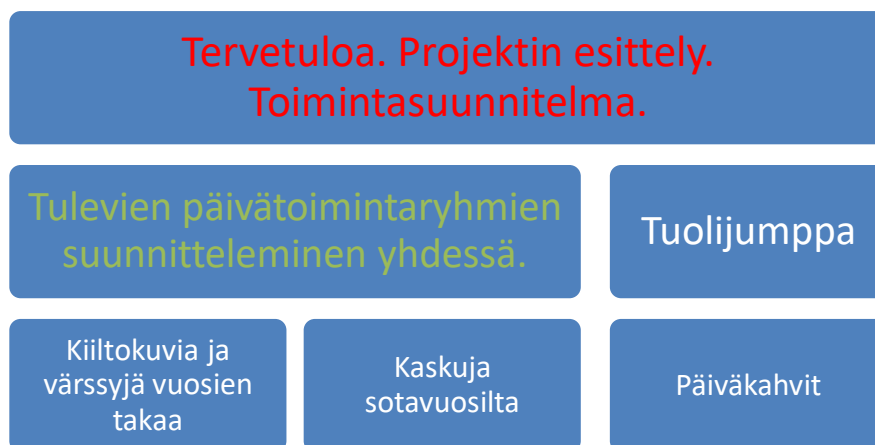 Tervetuloa. Projektin esittely.
Toimintasuunnitelma.
Tulevien päivätoimintaryhmien
suunnitteleminen yhdessä.
Tuolijumppa
Kiiltokuvia ja
värssyjä vuosien
takaa
Kaskuja
sotavuosilta
Päiväkahvit